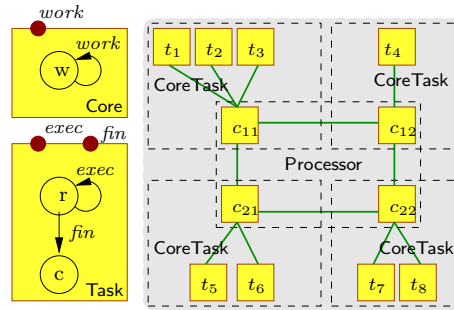 work
work
w
Core
exec
fin
exec
r
fin
c
Task
t1 t2 t3 t4
CoreTask CoreTask
c11 c12
Processor
c21 c22
CoreTask CoreTask
t5 t6 t7 t8